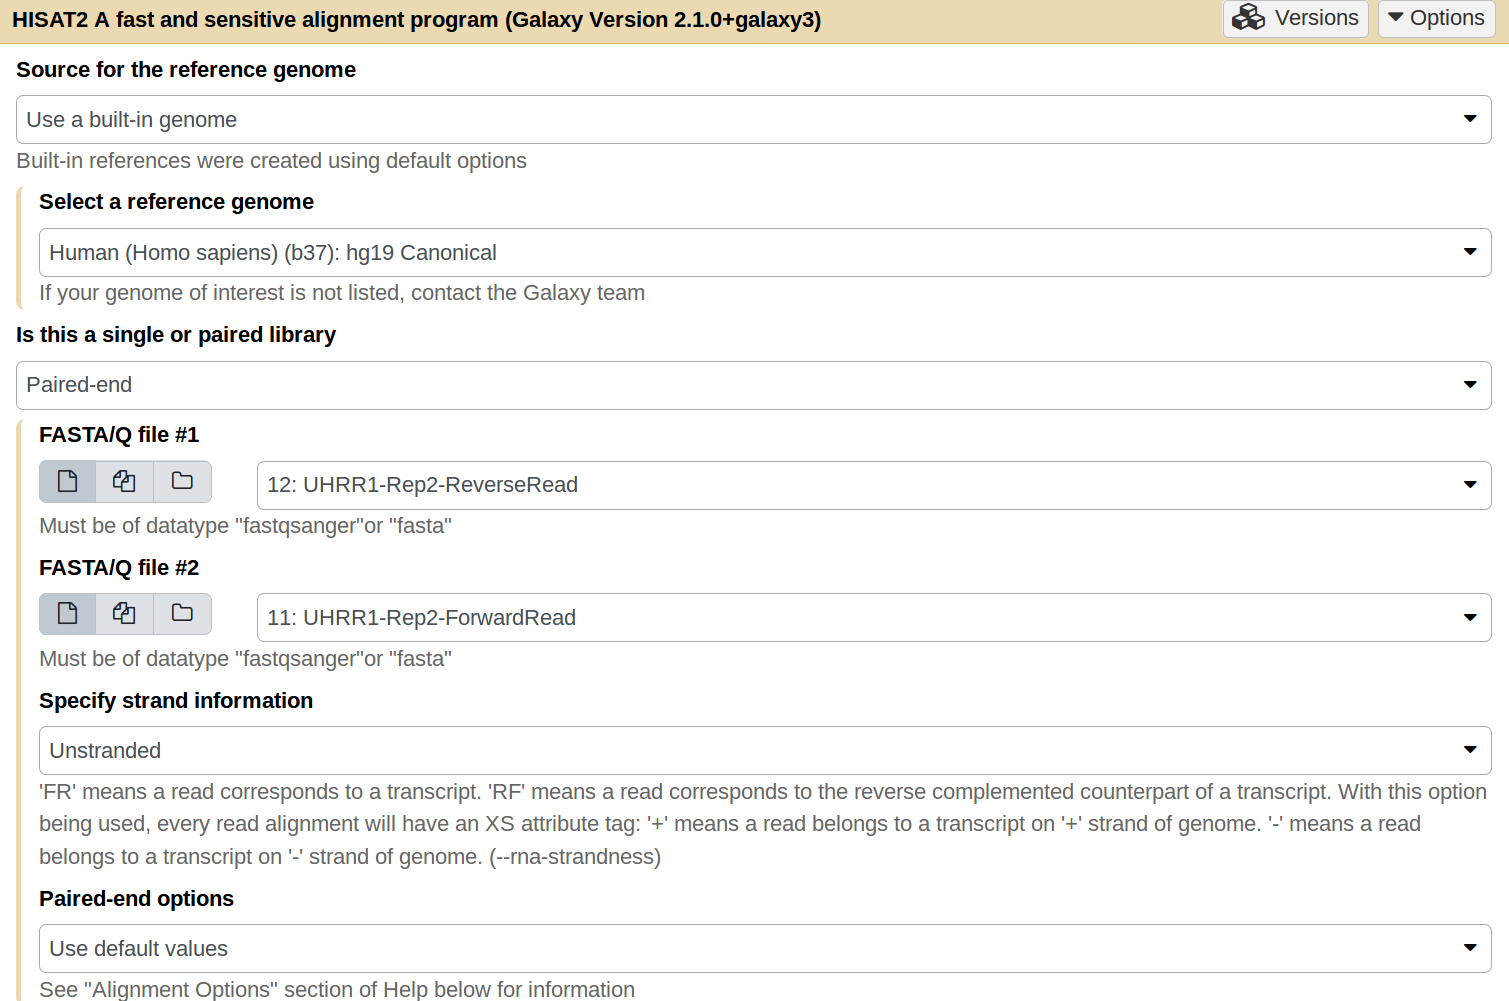 HISAT2 A fast and sensitive alignment program (Galaxy Version 2.1.0+galaxy3)
Versions
Options
Source for the reference genome
Use a built-in genome
Built-in references were created using default options
Select a reference genome
Human (Homo sapiens) (b37): hg19 Canonical
If your genome of interest is not listed, contact the Galaxy team
Is this a single or paired library
Paired-end
FASTA/Q file #1
12: UHRR1-Rep2-ReverseRead
Must be of datatype "fastqsanger"or "fasta"
FASTA/Q file #2
11: UHRR1-Rep2-ForwardRead
Must be of datatype "fastqsanger"or "fasta"
Specify strand information
Unstranded
'FR' means a read corresponds to a transcript. 'RF' means a read corresponds to the reverse complemented counterpart of a transcript. With this option
being used, every read alignment will have an XS attribute tag: '+' means a read belongs to a transcript on '+' strand of genome. '-' means a read
belongs to a transcript on '-' strand of genome. (--rna-strandness)
Paired-end options
Use default values
See "Alignment Options" section of Help below for information